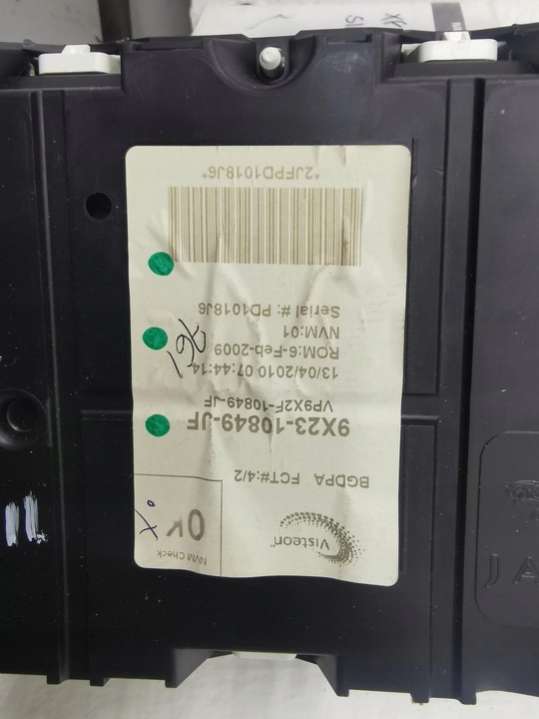 Visteon
NVM Check
OK
BGDPA FCT#:4/2
9X23-10849-JF
VP9X2F-10849-JF
13/04/2010 07:44:14
ROM:6-Feb-2009
NVM:01
Serial #: PD1018J6
*2JFPD1018J6*
J A